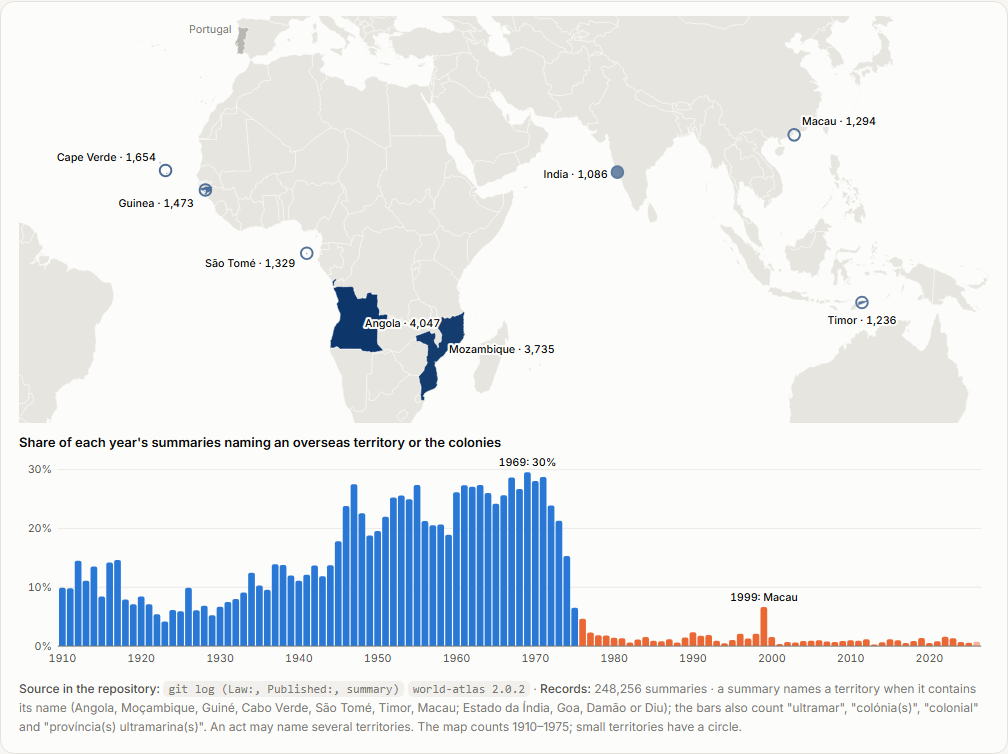 Portugal
Macau · 1,294
Cape Verde · 1,654
India · 1,086
Guinea · 1,473
São Tomé · 1,329
Timor · 1,236
Angola · 4,047
Mozambique · 3,735
Share of each year's summaries naming an overseas territory or the colonies
1969: 30%
30%
20%
10%
1999: Macau
0%
1910 1920 1930 1940 1950 1960 1970 1980 1990 2000 2010 2020
Source in the repository: git log (Law:, Published:, summary) world-atlas 2.0.2 · Records: 248,256 summaries · a summary names a territory when it contains
its name (Angola, Moçambique, Guiné, Cabo Verde, São Tomé, Timor, Macau; Estado da Índia, Goa, Damão or Diu); the bars also count "ultramar", "colónia(s)", "colonial"
and "província(s) ultramarina(s)". An act may name several territories. The map counts 1910–1975; small territories have a circle.